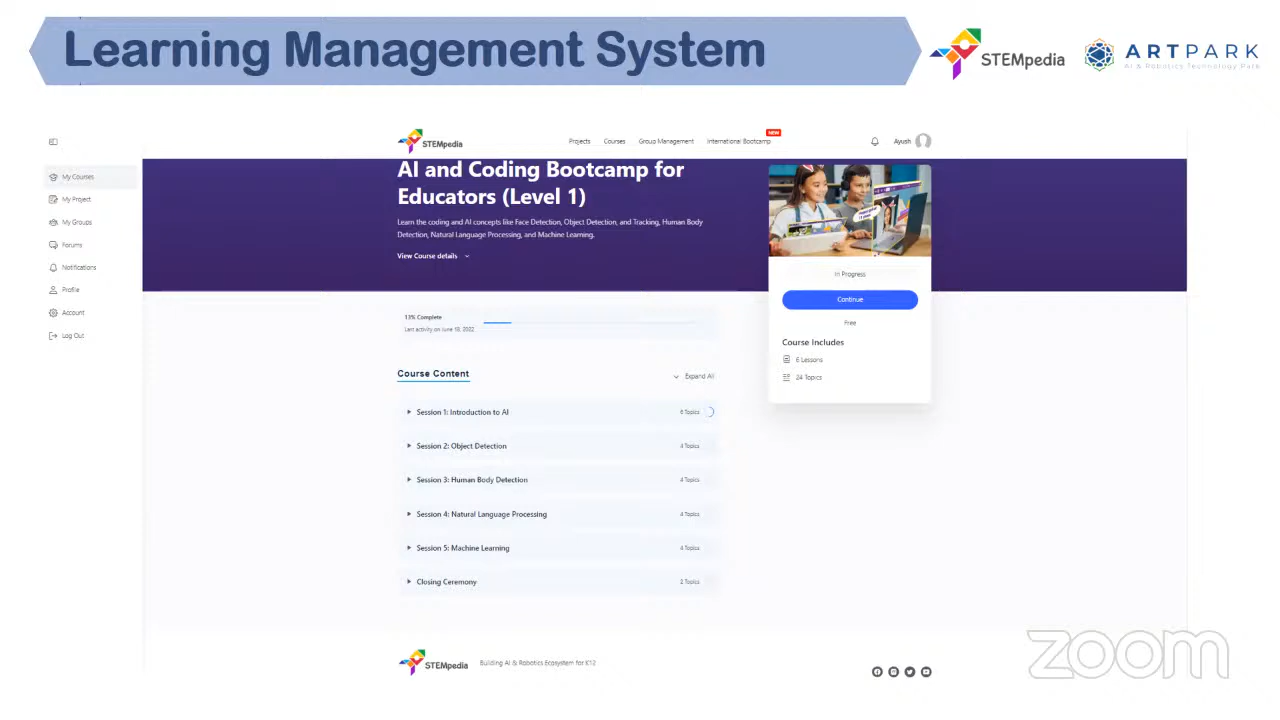 Learning Management System
STEMpedia
ARTPARK
AI & Robotics Technology Park
STEMpedia
Projects
Courses
Group Management
International Bootcamp
NEW
Ayush
My Courses
My Project
My Groups
Forums
Notifications
Profile
Account
Log Out
AI and Coding Bootcamp for
Educators (Level 1)
Learn the coding and AI concepts like Face Detection, Object Detection, and Tracking, Human Body
Detection, Natural Language Processing, and Machine Learning.
View Course details
In Progress
Continue
Free
Course Includes
6 Lessons
24 Topics
13% Complete
Last activity on June 18, 2022
Course Content
Expand All
Session 1: Introduction to AI
6 Topics
Session 2: Object Detection
4 Topics
Session 3: Human Body Detection
4 Topics
Session 4: Natural Language Processing
4 Topics
Session 5: Machine Learning
4 Topics
Closing Ceremony
2 Topics
STEMpedia
Building AI & Robotics Ecosystem for K12
zoom